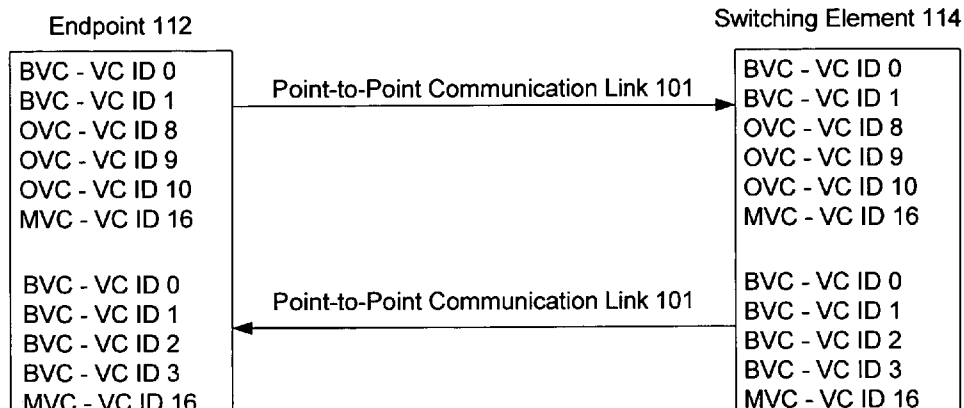 Endpoint 112
Switching Element 114
BVC - VC ID 0
BVC - VC ID 1
OVC - VC ID 8
OVC - VC ID 9
OVC - VC ID 10
MVC - VC ID 16
Point-to-Point Communication Link 101
BVC - VC ID 0
BVC - VC ID 1
OVC - VC ID 8
OVC - VC ID 9
OVC - VC ID 10
MVC - VC ID 16
BVC - VC ID 0
BVC - VC ID 1
BVC - VC ID 2
BVC - VC ID 3
MVC - VC ID 16
Point-to-Point Communication Link 101
BVC - VC ID 0
BVC - VC ID 1
BVC - VC ID 2
BVC - VC ID 3
MVC - VC ID 16